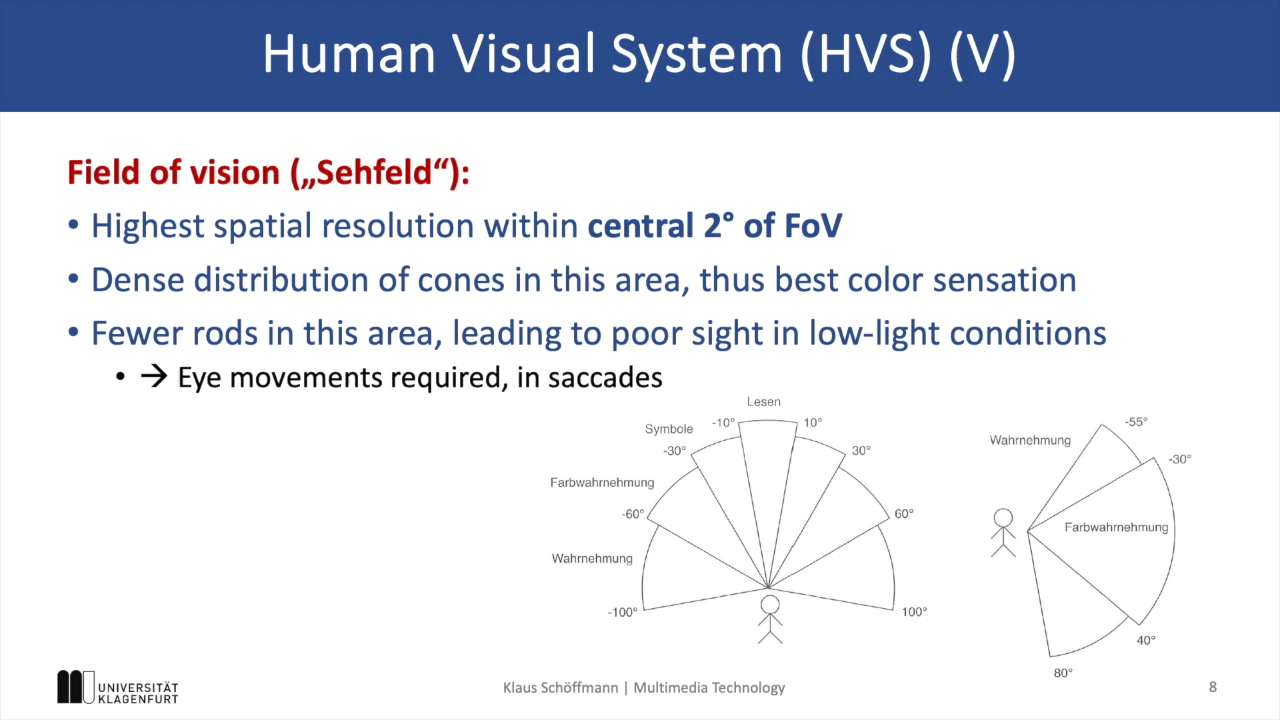 Human Visual System (HVS) (V)
Field of vision („Sehfeld“):
• Highest spatial resolution within central 2° of FoV
• Dense distribution of cones in this area, thus best color sensation
• Fewer rods in this area, leading to poor sight in low-light conditions
• → Eye movements required, in saccades
Lesen
-10°
10°
Symbole
-30°
30°
Farbwahrnehmung
-60°
60°
Wahrnehmung
-100°
100°
-55°
Wahrnehmung
-30°
Farbwahrnehmung
40°
80°
UNIVERSITÄT
KLAGENFURT
Klaus Schöffmann | Multimedia Technology
8